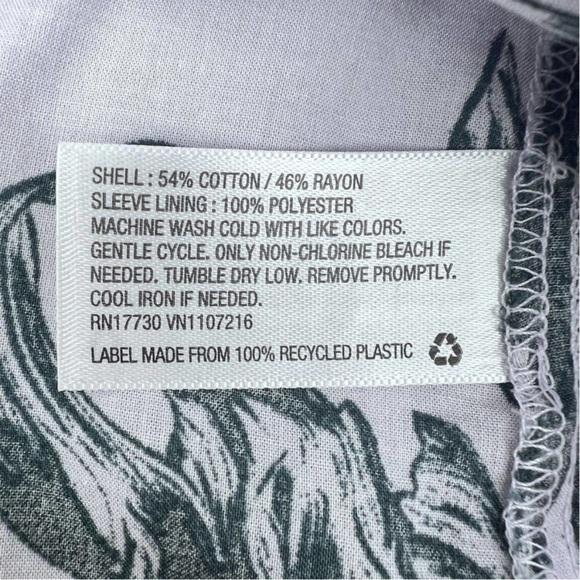 SHELL : 54% COTTON / 46% RAYON
SLEEVE LINING : 100% POLYESTER
MACHINE WASH COLD WITH LIKE COLORS.
GENTLE CYCLE. ONLY NON-CHLORINE BLEACH IF
NEEDED. TUMBLE DRY LOW. REMOVE PROMPTLY.
COOL IRON IF NEEDED.
RN17730 VN1107216
LABEL MADE FROM 100% RECYCLED PLASTIC